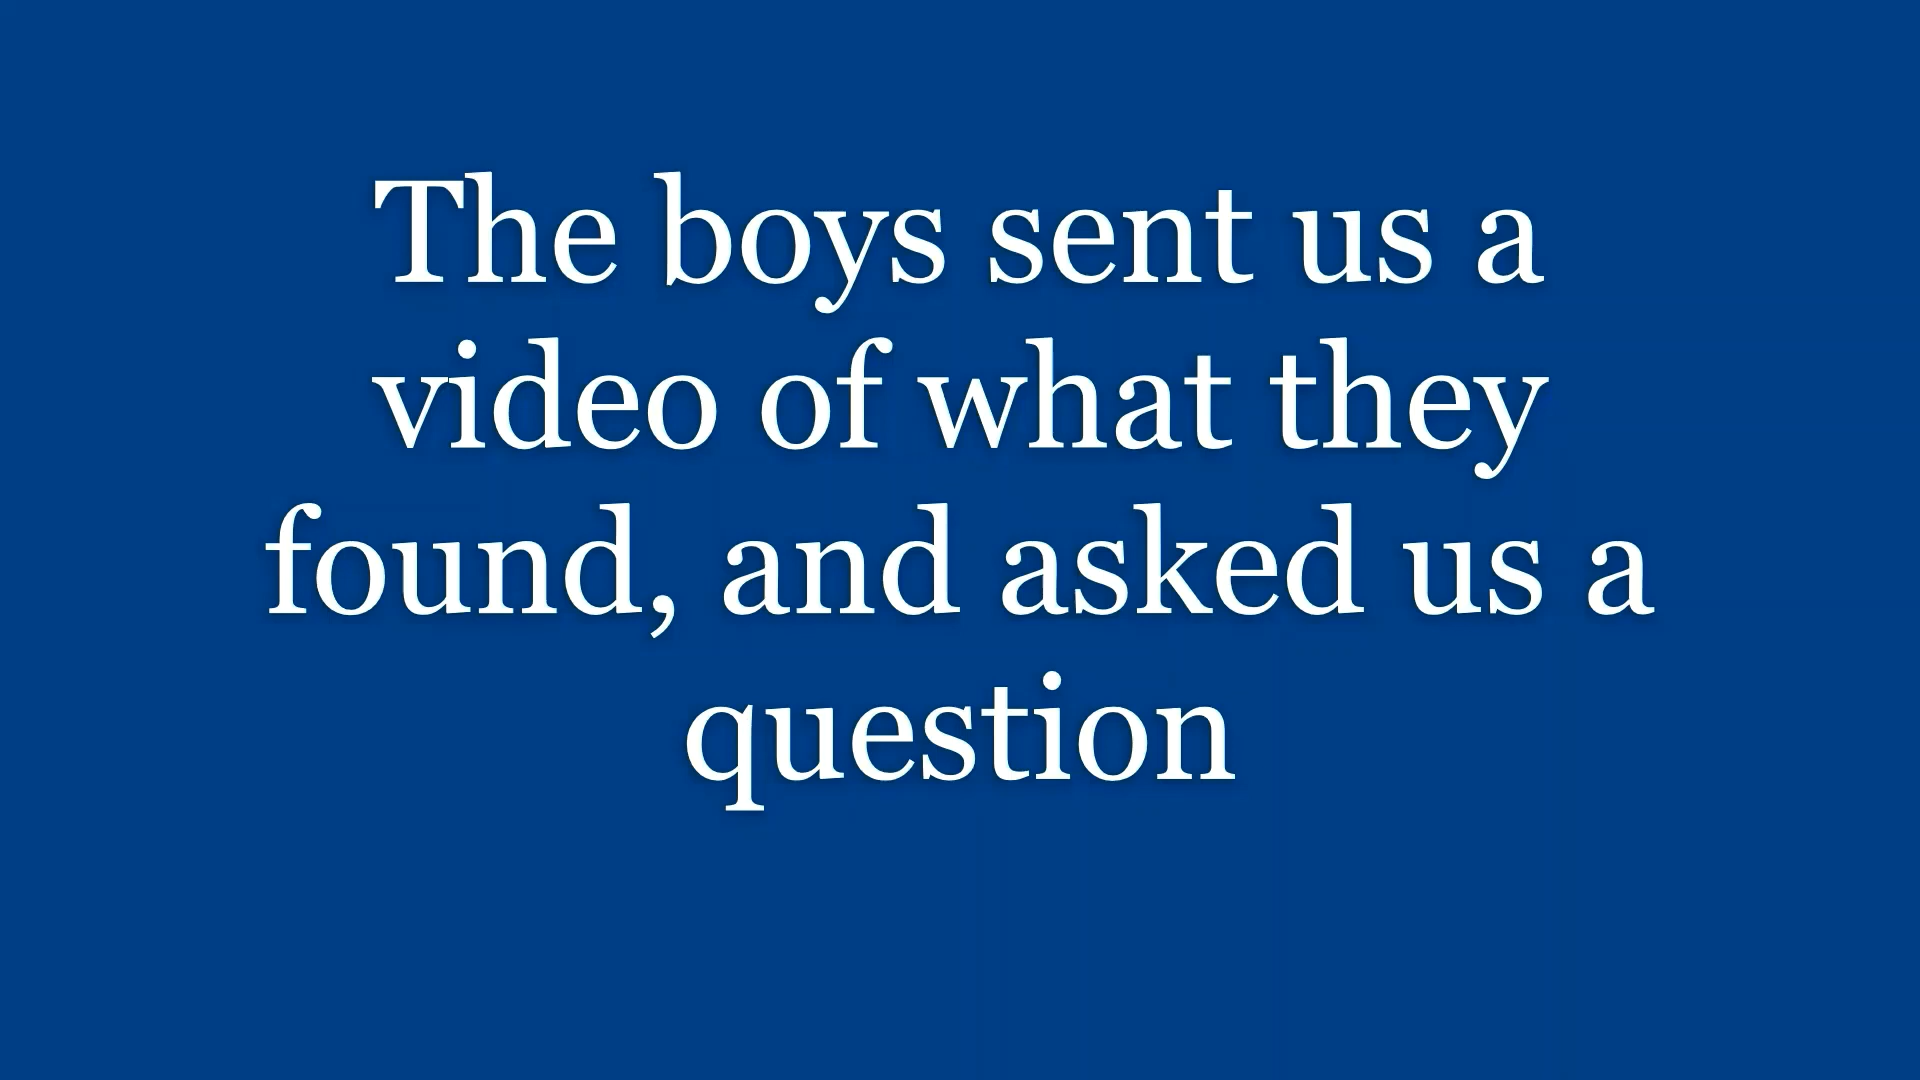 The boys sent us a
video of what they
found, and asked us a
question